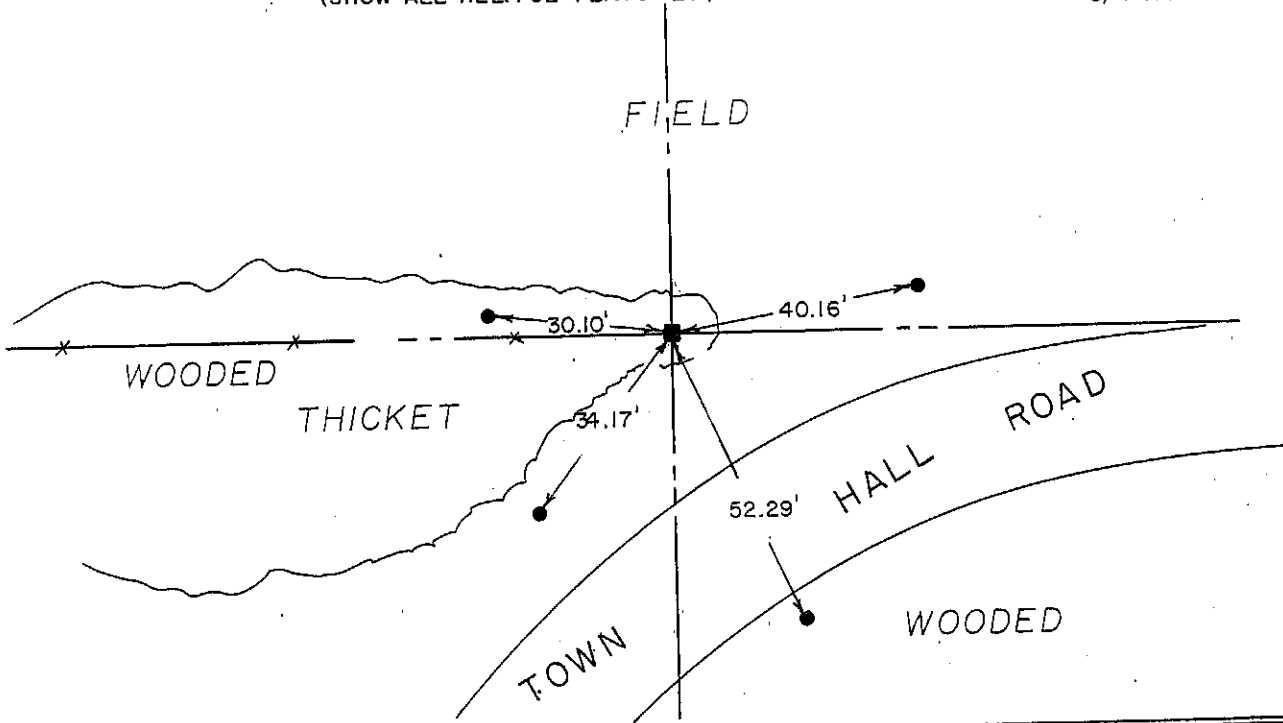 FIELD
40.16'
30.10'
WOODED
THICKET
34.17'
52.29'
TOWN HALL ROAD
WOODED